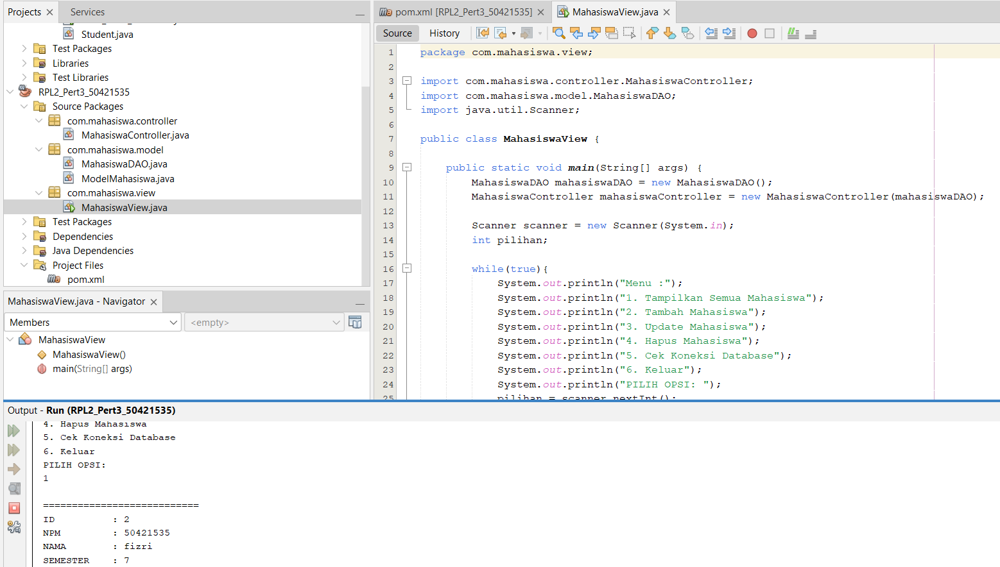 Projects
Services
Student.java
Test Packages
Libraries
Test Libraries
RPL2_Pert3_50421535
Source Packages
com.mahasiswa.controller
MahasiswaController.java
com.mahasiswa.model
MahasiswaDAO.java
ModelMahasiswa.java
com.mahasiswa.view
MahasiswaView.java
Test Packages
Dependencies
Java Dependencies
Project Files
pom.xml
MahasiswaView.java - Navigator
Members
<empty>
MahasiswaView
MahasiswaView()
main(String[] args)
pom.xml [RPL2_Pert3_50421535]
MahasiswaView.java
Source
History
1 package com.mahasiswa.view;
2
3 import com.mahasiswa.controller.MahasiswaController;
4 import com.mahasiswa.model.MahasiswaDAO;
5 import java.util.Scanner;
6
7 public class MahasiswaView {
8
9 public static void main(String[] args) {
10 MahasiswaDAO mahasiswaDAO = new MahasiswaDAO();
11 MahasiswaController mahasiswaController = new MahasiswaController(mahasiswaDAO);
12
13 Scanner scanner = new Scanner(System.in);
14 int pilihan;
15
16 while(true){
17 System.out.println("Menu :");
18 System.out.println("1. Tampilkan Semua Mahasiswa");
19 System.out.println("2. Tambah Mahasiswa");
20 System.out.println("3. Update Mahasiswa");
21 System.out.println("4. Hapus Mahasiswa");
22 System.out.println("5. Cek Koneksi Database");
23 System.out.println("6. Keluar");
24 System.out.println("PILIH OPSI: ");
25 pilihan = scanner.nextInt();
Output - Run (RPL2_Pert3_50421535)
4. Hapus Mahasiswa
5. Cek Koneksi Database
6. Keluar
PILIH OPSI:
1
===========================
ID : 2
NPM : 50421535
NAMA : fizri
SEMESTER : 7